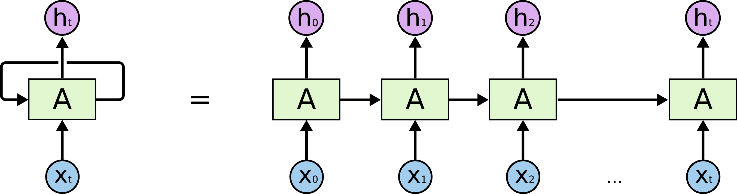 hₜ h₀ h₁ h₂ hₜ
A = A A A A
xₜ x₀ x₁ x₂ ... xₜ